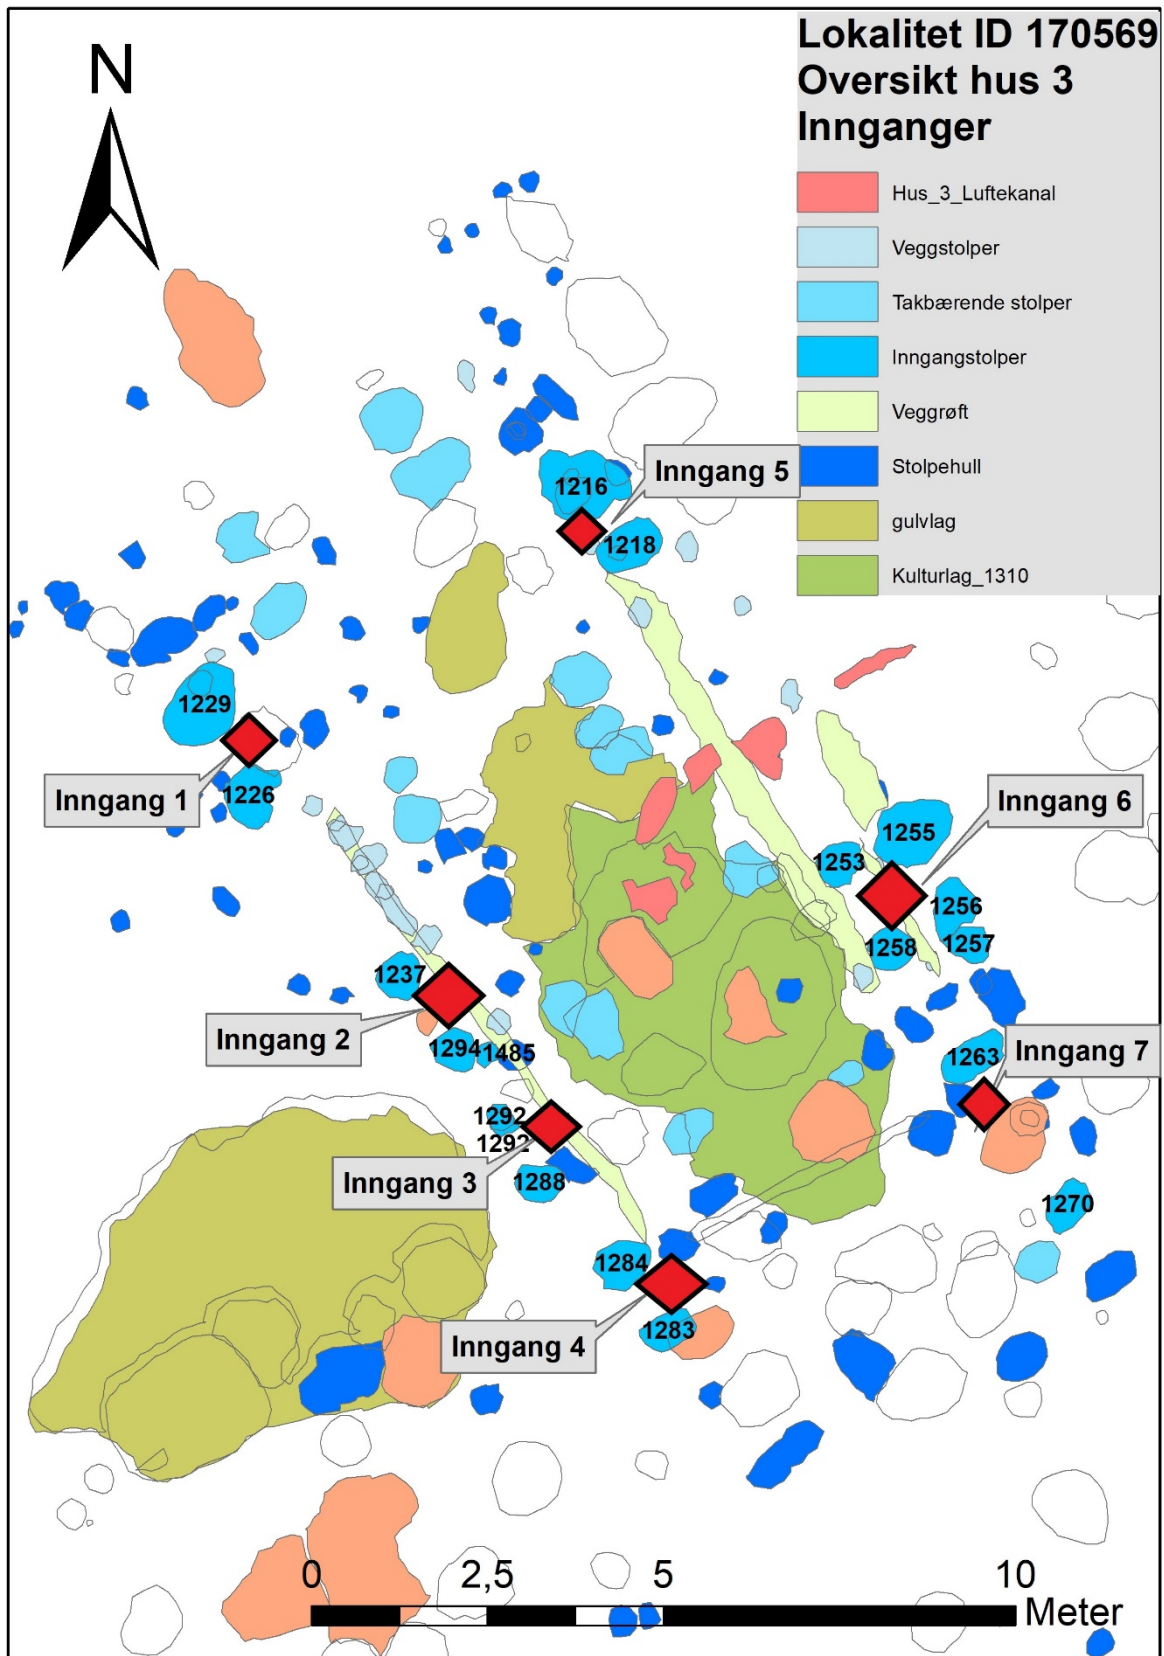 Lokalitet ID 170569
Oversikt hus 3
Innganger
N
Hus_3_Luftekanal
Veggstolper
Takbærende stolper
Inngangstolper
Veggrøft
Stolpehull
gulvlag
Kulturlag_1310
1216
Inngang 5
1218
1229
Inngang 1
1226
Inngang 6
1255
1253
1256
1258
1257
1237
Inngang 2
1294
1485
1263
Inngang 7
1292
1292
Inngang 3
1288
1270
1284
Inngang 4
1283
0 2,5 5 10
Meter